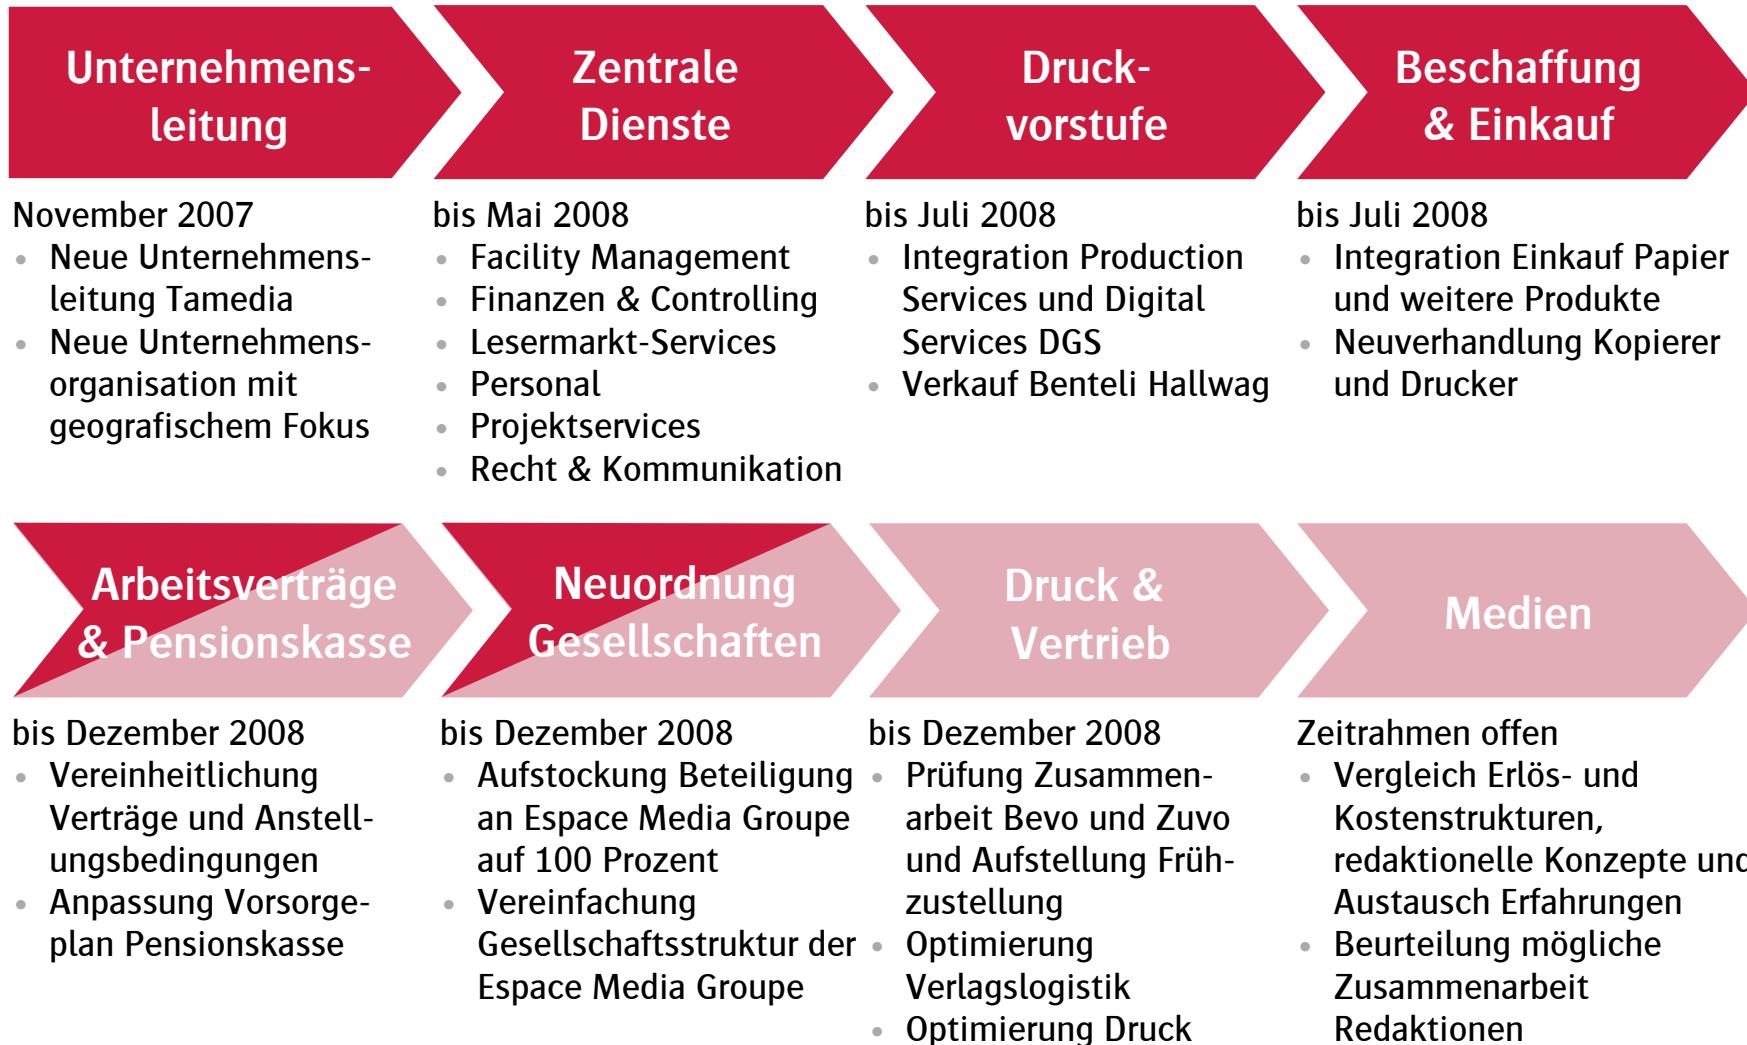 Unternehmens-
leitung
November 2007
• Neue Unternehmens-
leitung Tamedia
• Neue Unternehmens-
organisation mit
geografischem Fokus
Zentrale
Dienste
bis Mai 2008
• Facility Management
• Finanzen & Controlling
• Lesermarkt-Services
• Personal
• Projektservices
• Recht & Kommunikation
Druck-
vorstufe
bis Juli 2008
• Integration Production
Services und Digital
Services DGS
• Verkauf Benteli Hallwag
Beschaffung
& Einkauf
bis Juli 2008
• Integration Einkauf Papier
und weitere Produkte
• Neuverhandlung Kopierer
und Drucker
Arbeitsverträge
& Pensionskasse
bis Dezember 2008
• Vereinheitlichung
Verträge und Anstell-
ungsbedingungen
• Anpassung Vorsorge-
plan Pensionskasse
Neuordnung
Gesellschaften
bis Dezember 2008
• Aufstockung Beteiligung
an Espace Media Groupe
auf 100 Prozent
• Vereinfachung
Gesellschaftsstruktur der
Espace Media Groupe
Druck &
Vertrieb
bis Dezember 2008
• Prüfung Zusammen-
arbeit Bevo und Zuvo
und Aufstellung Früh-
zustellung
• Optimierung
Verlagslogistik
• Optimierung Druck
Medien
Zeitrahmen offen
• Vergleich Erlös- und
Kostenstrukturen,
redaktionelle Konzepte und
Austausch Erfahrungen
• Beurteilung mögliche
Zusammenarbeit
Redaktionen